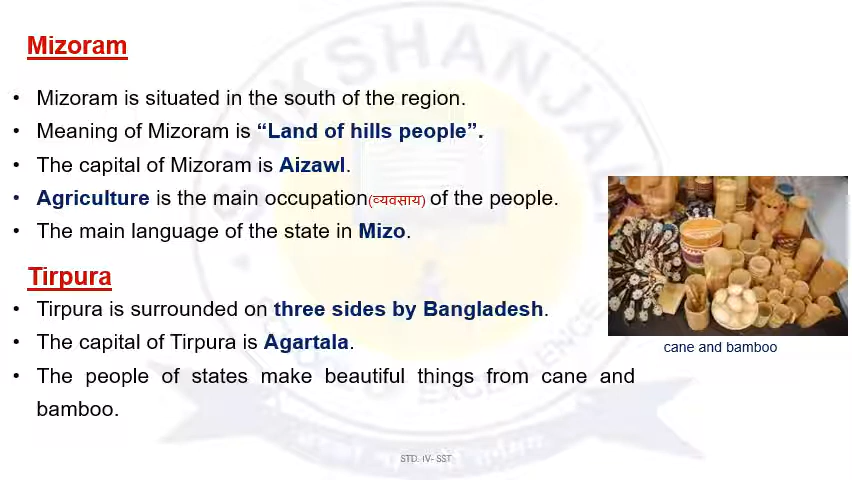 Mizoram
• Mizoram is situated in the south of the region.
• Meaning of Mizoram is “Land of hills people”.
• The capital of Mizoram is Aizawl.
• Agriculture is the main occupation(व्यवसाय) of the people.
• The main language of the state in Mizo.
Tirpura
• Tirpura is surrounded on three sides by Bangladesh.
• The capital of Tirpura is Agartala.
• The people of states make beautiful things from cane and
bamboo.
cane and bamboo
STD. IV- SST
SHIKSHANJALI